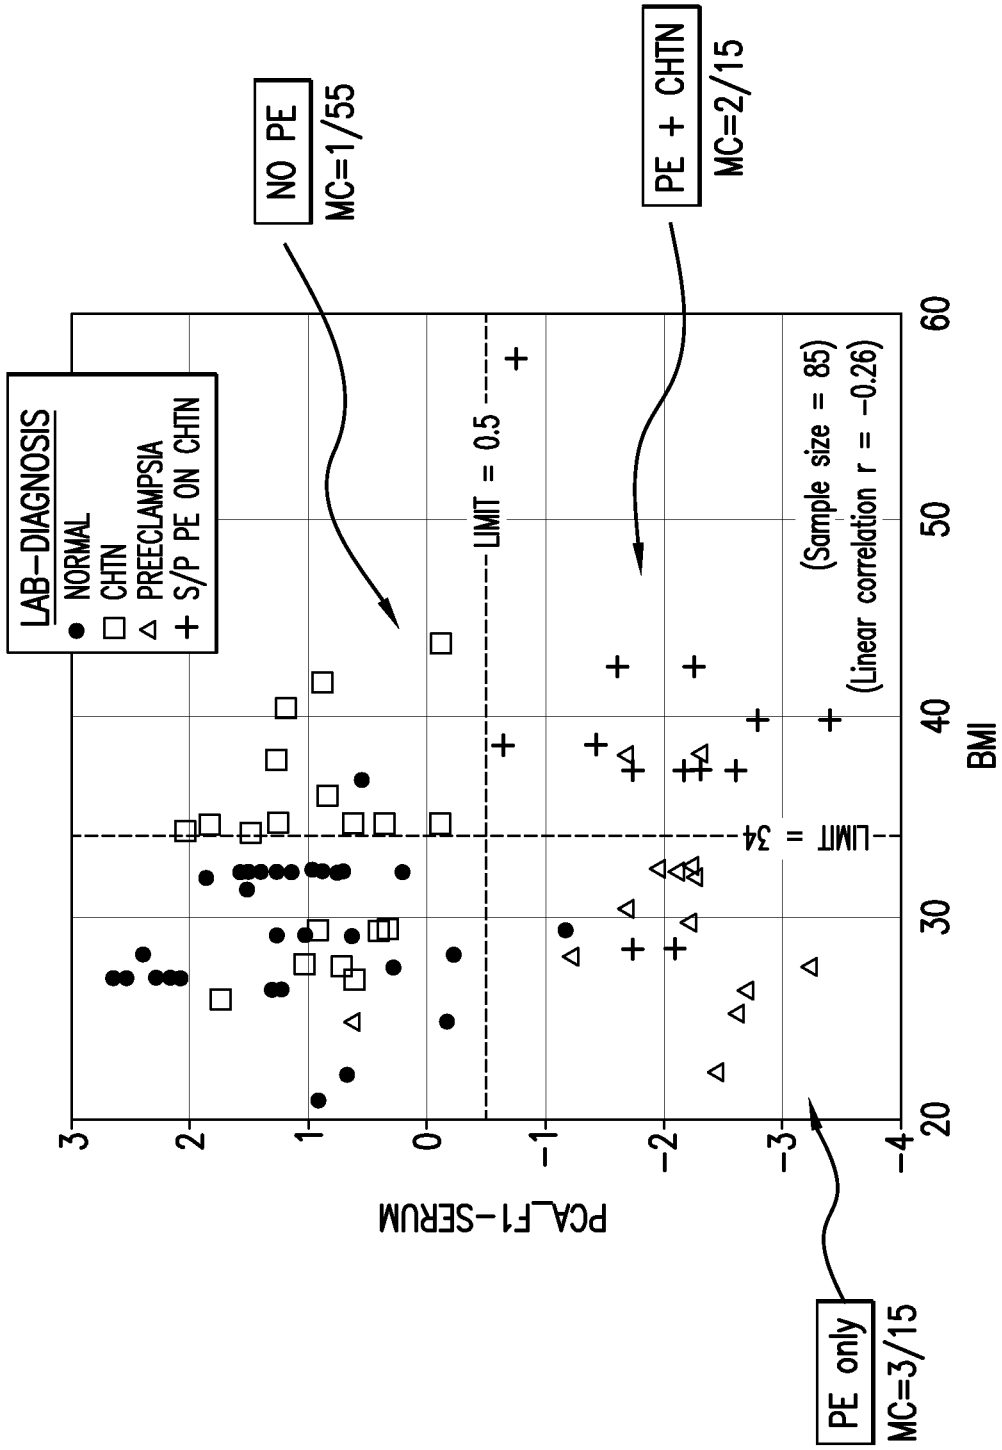 LAB-DIAGNOSIS
NORMAL
CHTN
PREECLAMPSIA
S/P PE ON CHTN
NO PE
MC=1/55
PE + CHTN
MC=2/15
PE only
MC=3/15
PCA_F1-SERUM
3
2
1
0
-1
-2
-3
-4
LIMIT = 0.5
LIMIT = 34
(Sample size = 85)
(Linear correlation r = -0.26)
20
30
40
50
60
BMI